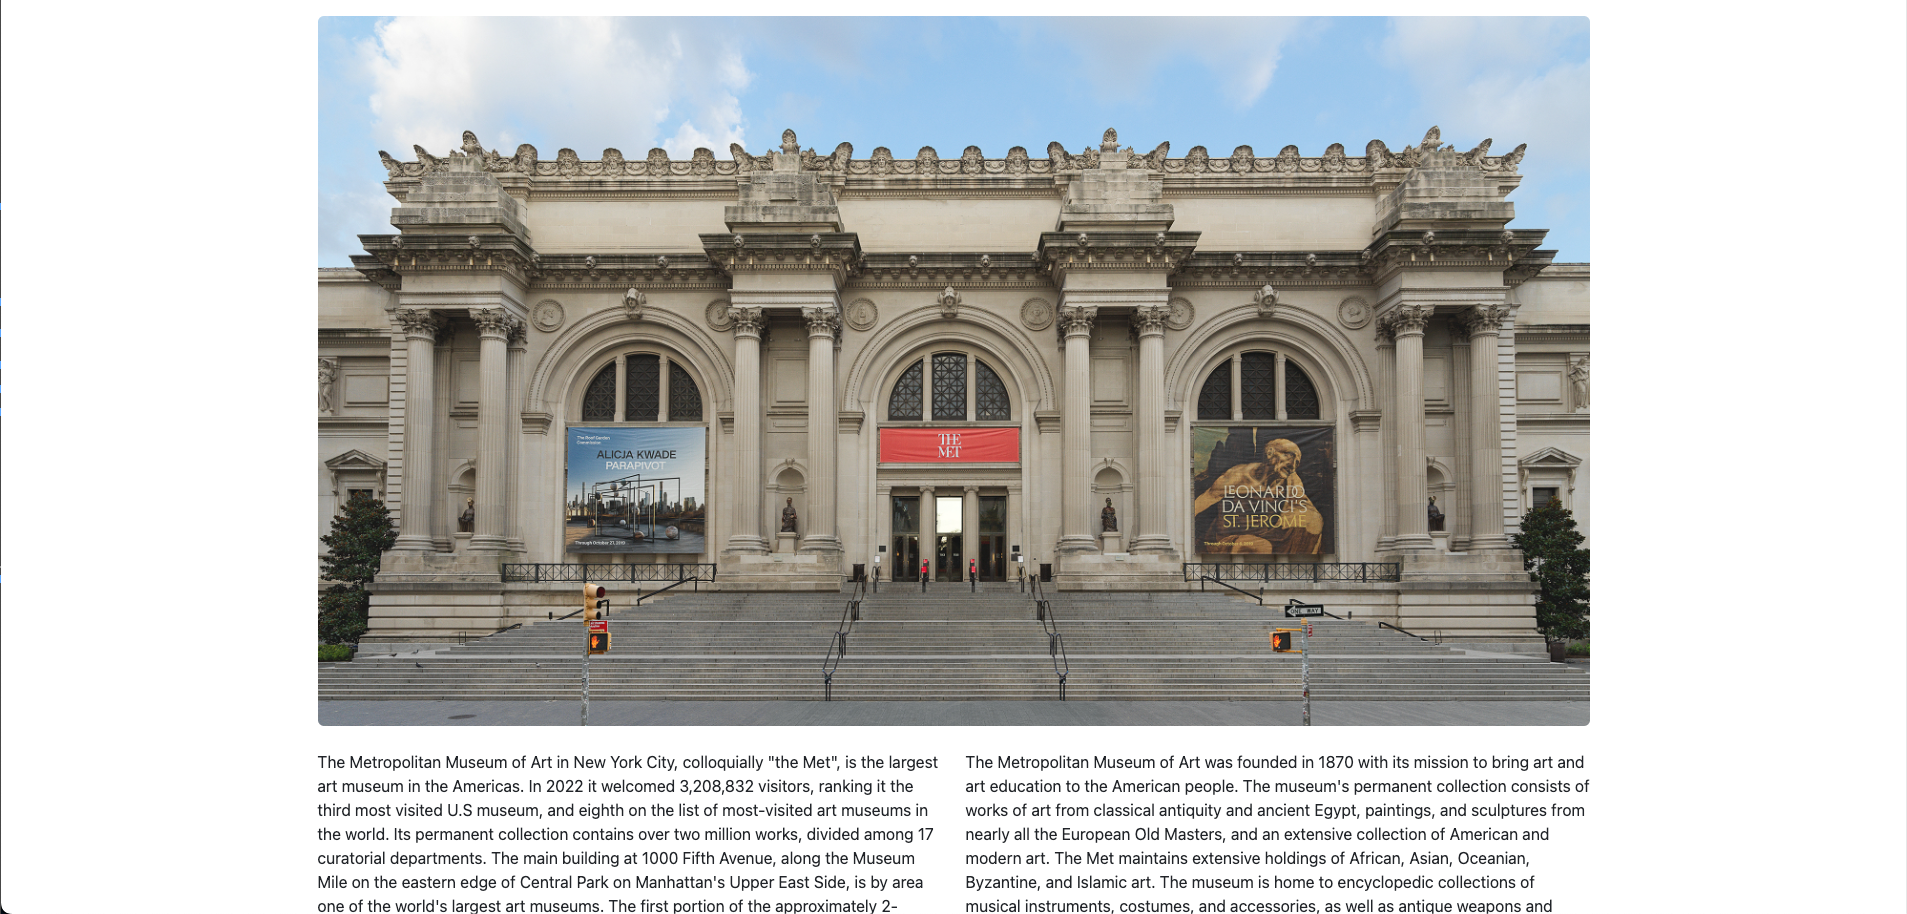 The Roof Garden
Commission
ALICJA KWADE
PARAPIVOT
Through October 27, 2019
THE
MET
LEONARDO
DA VINCI'S
ST. JEROME
ONE WAY
The Metropolitan Museum of Art in New York City, colloquially "the Met", is the largest
art museum in the Americas. In 2022 it welcomed 3,208,832 visitors, ranking it the
third most visited U.S museum, and eighth on the list of most-visited art museums in
the world. Its permanent collection contains over two million works, divided among 17
curatorial departments. The main building at 1000 Fifth Avenue, along the Museum
Mile on the eastern edge of Central Park on Manhattan's Upper East Side, is by area
one of the world's largest art museums. The first portion of the approximately 2-
The Metropolitan Museum of Art was founded in 1870 with its mission to bring art and
art education to the American people. The museum's permanent collection consists of
works of art from classical antiquity and ancient Egypt, paintings, and sculptures from
nearly all the European Old Masters, and an extensive collection of American and
modern art. The Met maintains extensive holdings of African, Asian, Oceanian,
Byzantine, and Islamic art. The museum is home to encyclopedic collections of
musical instruments, costumes, and accessories, as well as antique weapons and